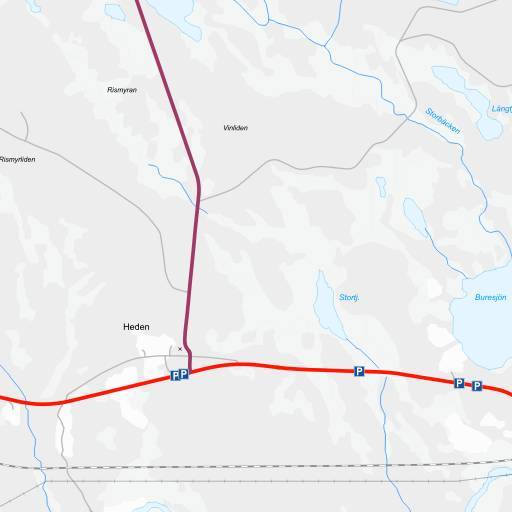 Rismyran
Vinliden
Storbäcken
Rismyrliden
Stortj.
Buresjön
Heden
P
P
P
P
P